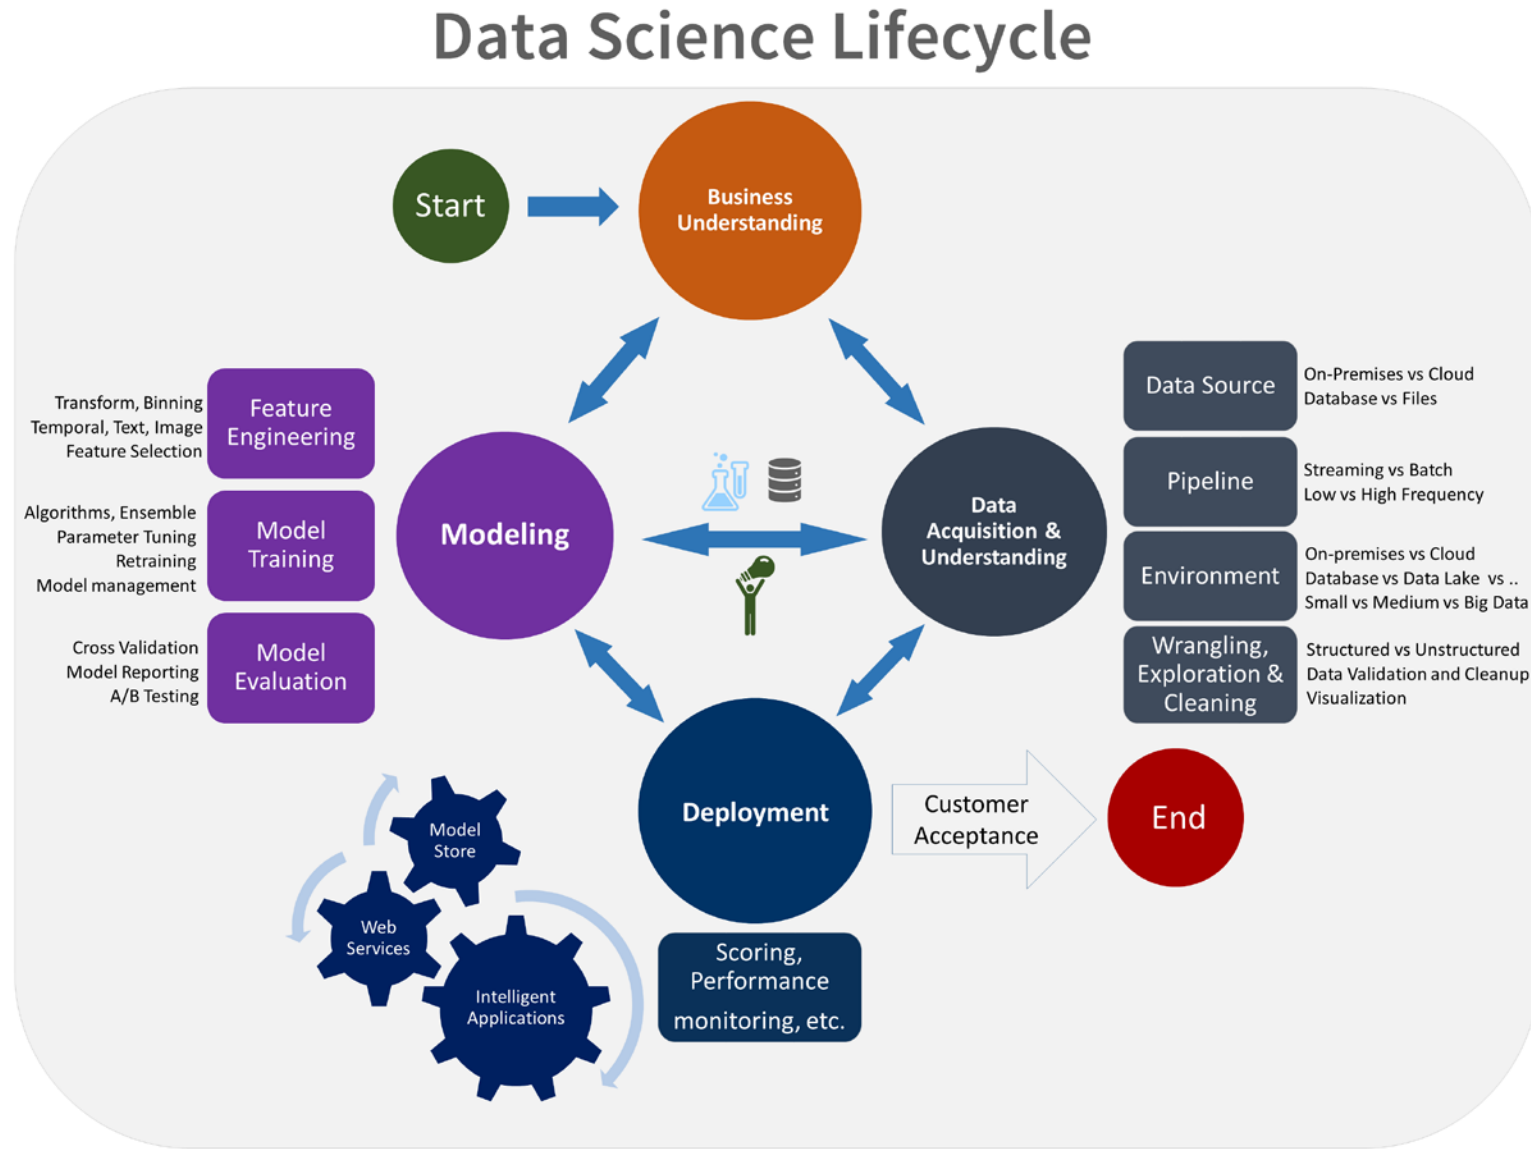 Data Science Lifecycle
Start
Business
Understanding
Feature
Engineering
Transform, Binning
Temporal, Text, Image
Feature Selection
Model
Training
Algorithms, Ensemble
Parameter Tuning
Retraining
Model management
Model
Evaluation
Cross Validation
Model Reporting
A/B Testing
Modeling
Data
Acquisition &
Understanding
Data Source
On-Premises vs Cloud
Database vs Files
Pipeline
Streaming vs Batch
Low vs High Frequency
Environment
On-premises vs Cloud
Database vs Data Lake vs ..
Small vs Medium vs Big Data
Wrangling,
Exploration &
Cleaning
Structured vs Unstructured
Data Validation and Cleanup
Visualization
Deployment
Customer
Acceptance
End
Model
Store
Web
Services
Intelligent
Applications
Scoring,
Performance
monitoring, etc.